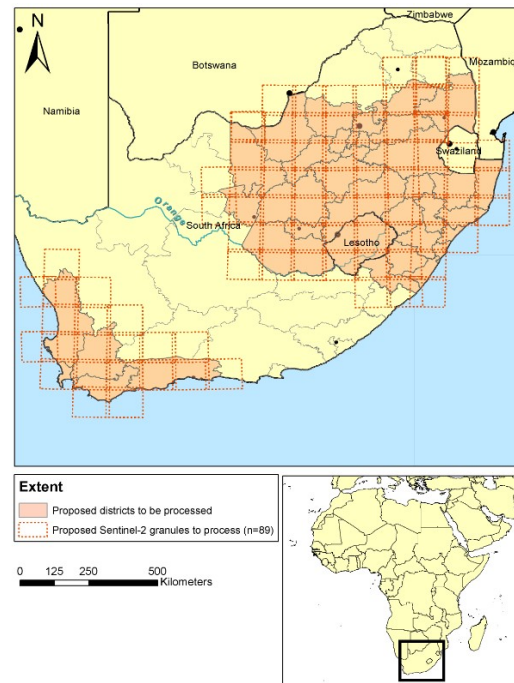 Zimbabwe
N
Mozambic
Botswana
Namibia
Swaziland
Orange
South Africa
Lesotho
Extent
Proposed districts to be processed
Proposed Sentinel-2 granules to process (n=89)
0 125 250 500
Kilometers